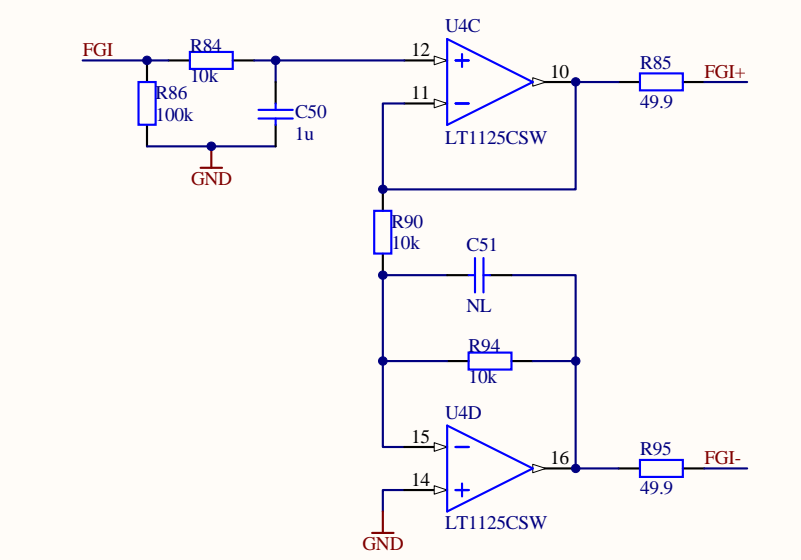 U4C
FGI
R84
10k
12
11
10
R85
49.9
FGI+
R86
100k
C50
1u
LT1125CSW
GND
R90
10k
C51
NL
R94
10k
U4D
15
14
16
R95
49.9
FGI-
LT1125CSW
GND